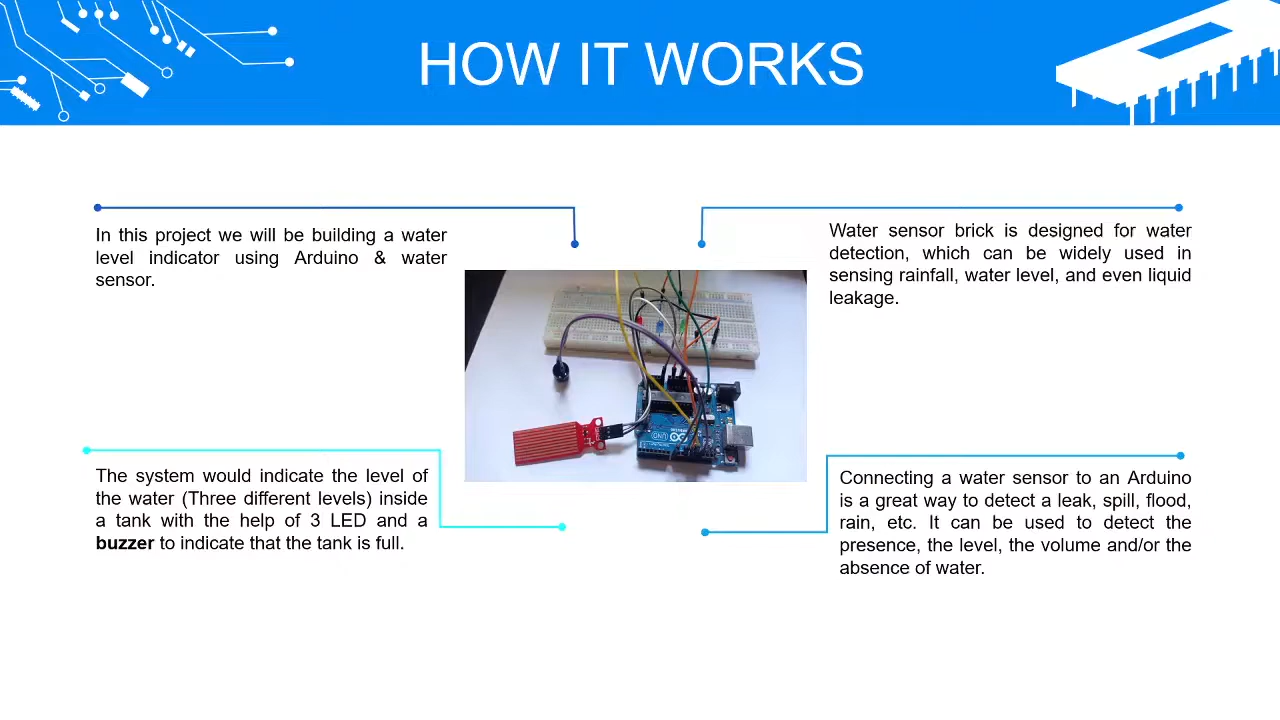 HOW IT WORKS
In this project we will be building a water
level indicator using Arduino & water
sensor.
Water sensor brick is designed for water
detection, which can be widely used in
sensing rainfall, water level, and even liquid
leakage.
UNO
The system would indicate the level of
the water (Three different levels) inside
a tank with the help of 3 LED and a
buzzer to indicate that the tank is full.
Connecting a water sensor to an Arduino
is a great way to detect a leak, spill, flood,
rain, etc. It can be used to detect the
presence, the level, the volume and/or the
absence of water.